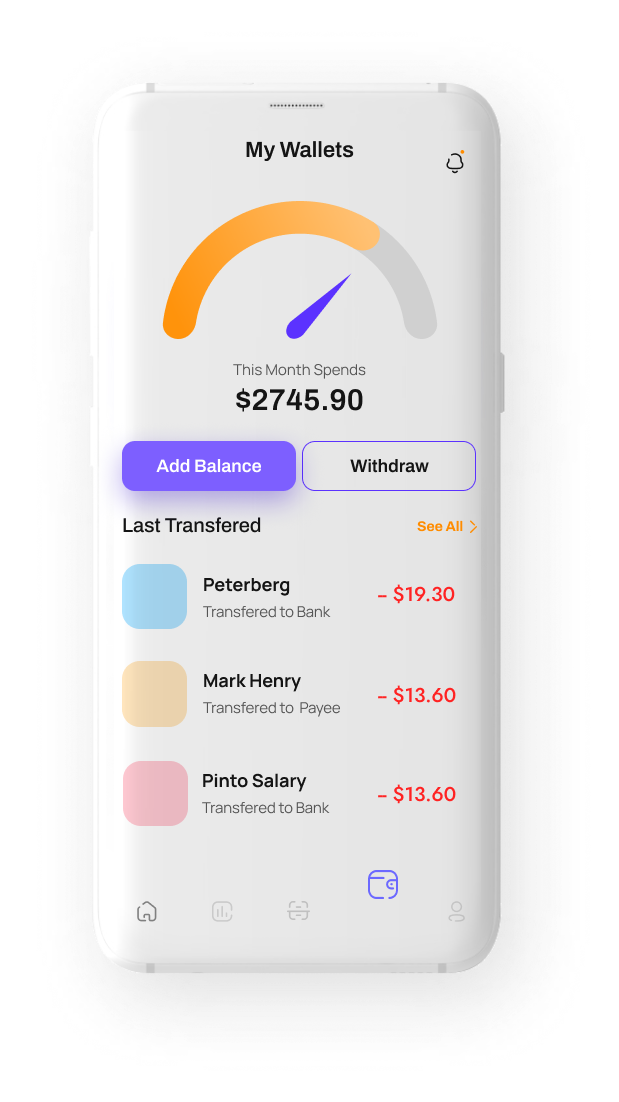 My Wallets
This Month Spends
$2745.90
Add Balance
Withdraw
Last Transfered
See All
Peterberg
Transfered to Bank
– $19.30
Mark Henry
Transfered to Payee
– $13.60
Pinto Salary
Transfered to Bank
– $13.60